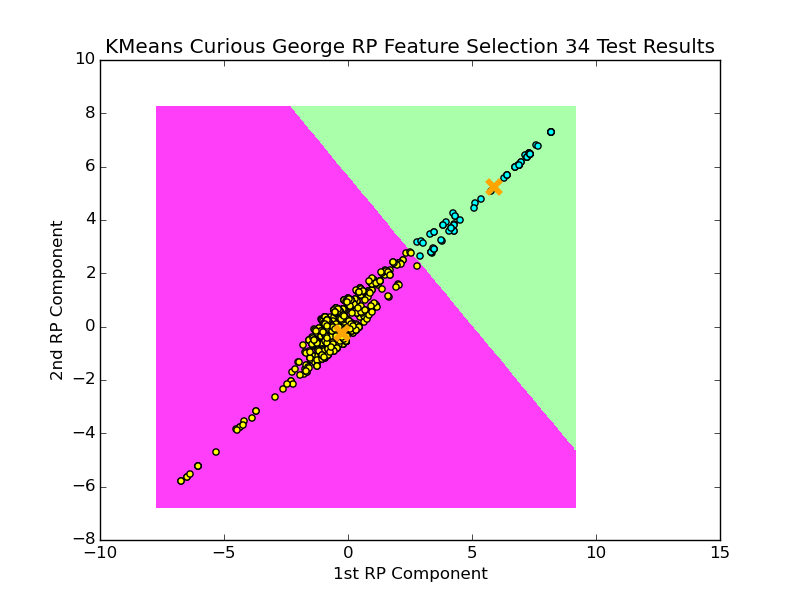 KMeans Curious George RP Feature Selection 34 Test Results
10
8
6
4
2
0
−2
−4
−6
−8
2nd RP Component
−10 −5 0 5 10 15
1st RP Component